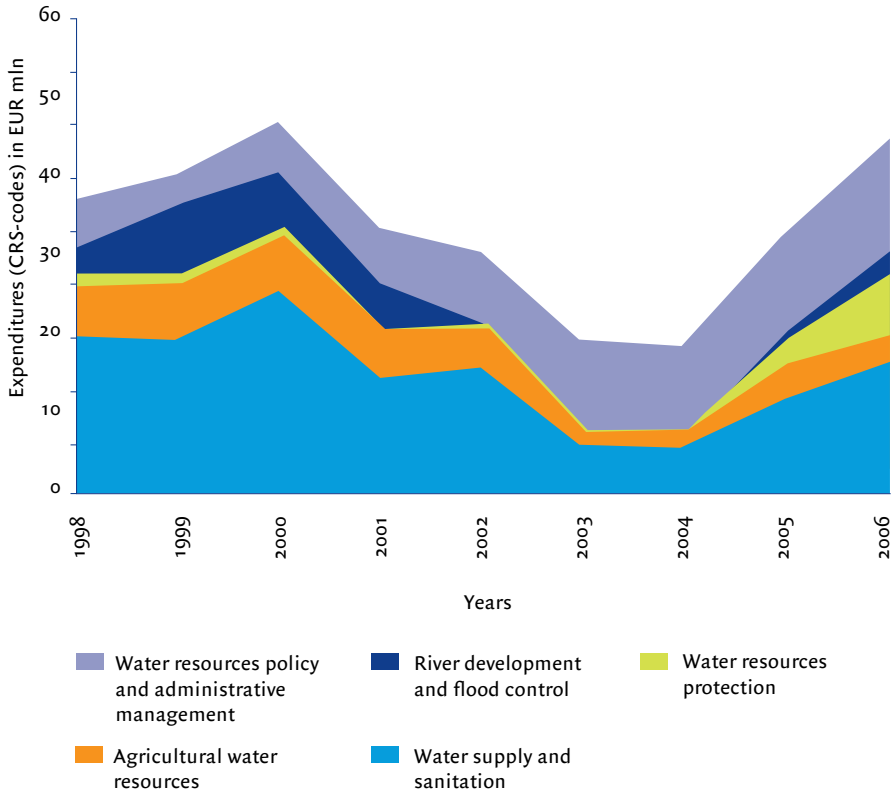 Expenditures (CRS-codes) in EUR mln
60
50
40
30
20
10
0
1998
1999
2000
2001
2002
2003
2004
2005
2006
Years
Water resources policy
and administrative
management
River development
and flood control
Water resources
protection
Agricultural water
resources
Water supply and
sanitation